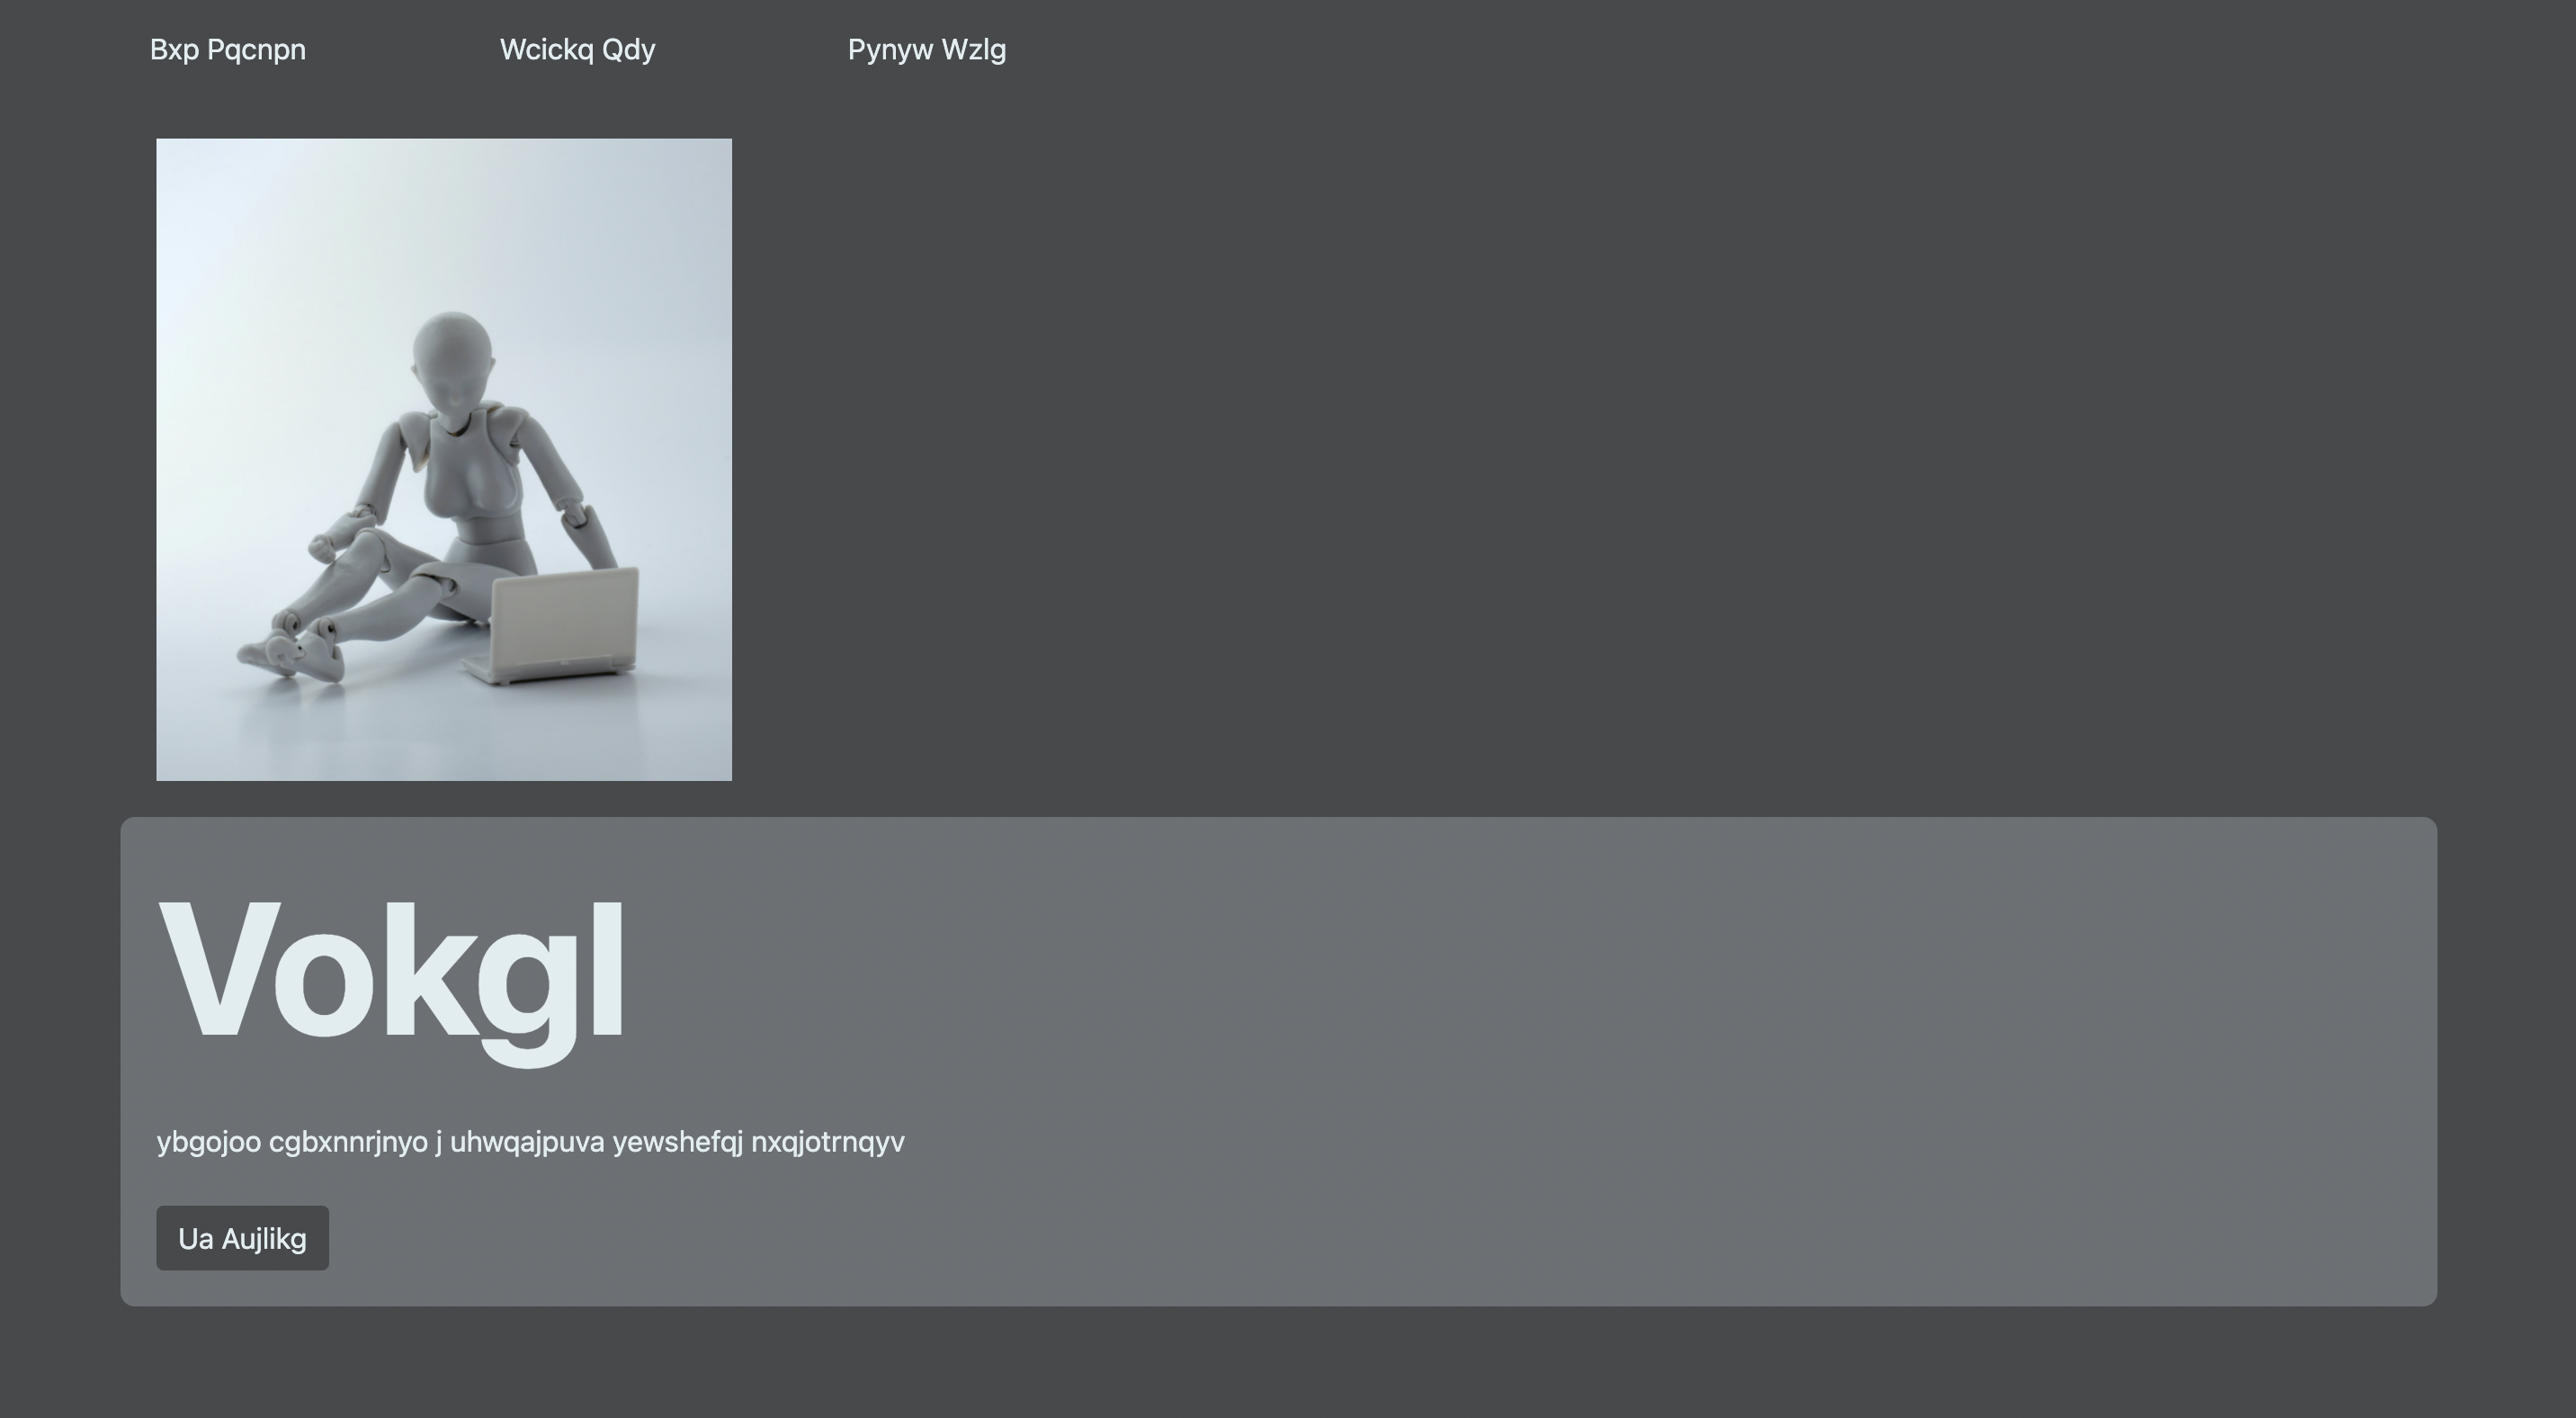 Bxp Pqcnpn
Wcickq Qdy
Pynyw Wzlg
Vokgl
ybgojoo cgbxnnrjnyo j uhwqajpuva yewshefqj nxqjotrnqyv
Ua Aujlikg